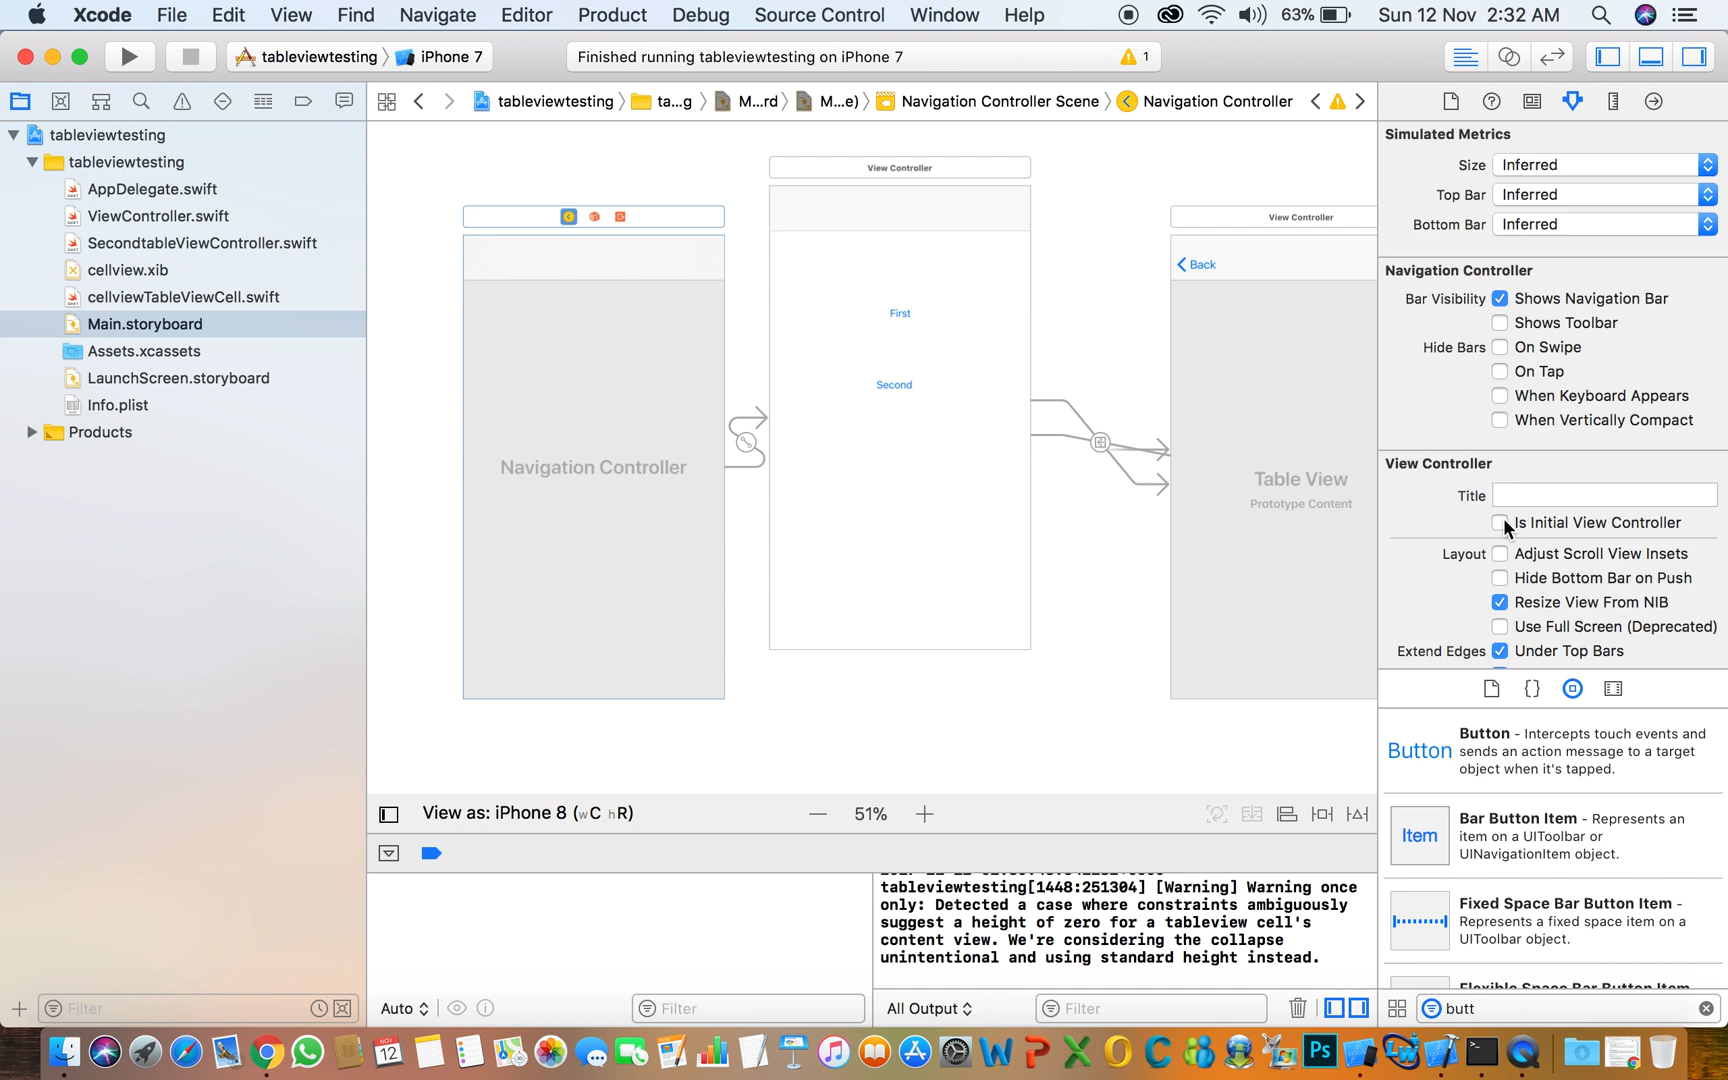 Xcode File Edit View Find Navigate Editor Product Debug Source Control Window Help 63% Sun 12 Nov 2:32 AM
tableviewtesting iPhone 7 Finished running tableviewtesting on iPhone 7 1
tableviewtesting ta...g M...rd M...e) Navigation Controller Scene Navigation Controller
tableviewtesting
tableviewtesting
AppDelegate.swift
ViewController.swift
SecondtableViewController.swift
cellview.xib
cellviewTableViewCell.swift
Main.storyboard
Assets.xcassets
LaunchScreen.storyboard
Info.plist
Products
Filter
View Controller
First
Second
Navigation Controller
View Controller
Back
Table View
Prototype Content
View as: iPhone 8 (wC hR) 51%
tableviewtesting[1448:251304] [Warning] Warning once
only: Detected a case where constraints ambiguously
suggest a height of zero for a tableview cell's
content view. We're considering the collapse
unintentional and using standard height instead.
Auto Filter
All Output Filter
Simulated Metrics
Size Inferred
Top Bar Inferred
Bottom Bar Inferred
Navigation Controller
Bar Visibility Shows Navigation Bar
Shows Toolbar
Hide Bars On Swipe
On Tap
When Keyboard Appears
When Vertically Compact
View Controller
Title
Is Initial View Controller
Layout Adjust Scroll View Insets
Hide Bottom Bar on Push
Resize View From NIB
Use Full Screen (Deprecated)
Extend Edges Under Top Bars
Button
Button - Intercepts touch events and
sends an action message to a target
object when it's tapped.
Item
Bar Button Item - Represents an
item on a UIToolbar or
UINavigationItem object.
Fixed Space Bar Button Item -
Represents a fixed space item on a
UIToolbar object.
Flexible Space Bar Button Item
butt
NOV
12
Ps